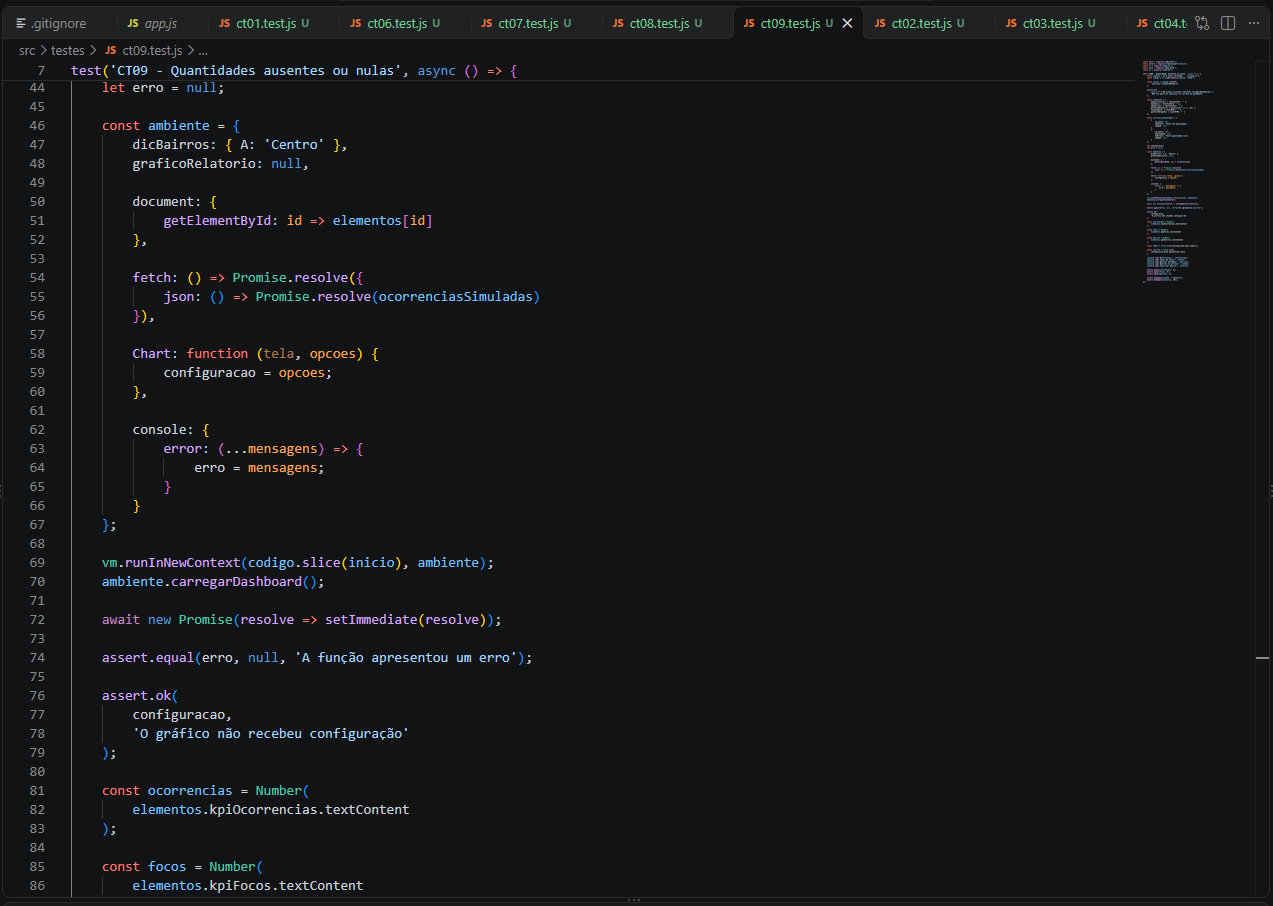 .gitignore
JS app.js
JS ct01.test.js U
JS ct06.test.js U
JS ct07.test.js U
JS ct08.test.js U
JS ct09.test.js U
JS ct02.test.js U
JS ct03.test.js U
JS ct04.t
src > testes > JS ct09.test.js > ...
7 test('CT09 - Quantidades ausentes ou nulas', async () => {
44 let erro = null;
45
46 const ambiente = {
47 dicBairros: { A: 'Centro' },
48 graficoRelatorio: null,
49
50 document: {
51 getElementById: id => elementos[id]
52 },
53
54 fetch: () => Promise.resolve({
55 json: () => Promise.resolve(ocorrenciasSimuladas)
56 }),
57
58 Chart: function (tela, opcoes) {
59 configuracao = opcoes;
60 },
61
62 console: {
63 error: (...mensagens) => {
64 erro = mensagens;
65 }
66 }
67 };
68
69 vm.runInNewContext(codigo.slice(inicio), ambiente);
70 ambiente.carregarDashboard();
71
72 await new Promise(resolve => setImmediate(resolve));
73
74 assert.equal(erro, null, 'A função apresentou um erro');
75
76 assert.ok(
77 configuracao,
78 'O gráfico não recebeu configuração'
79 );
80
81 const ocorrencias = Number(
82 elementos.kpiOcorrencias.textContent
83 );
84
85 const focos = Number(
86 elementos.kpiFocos.textContent